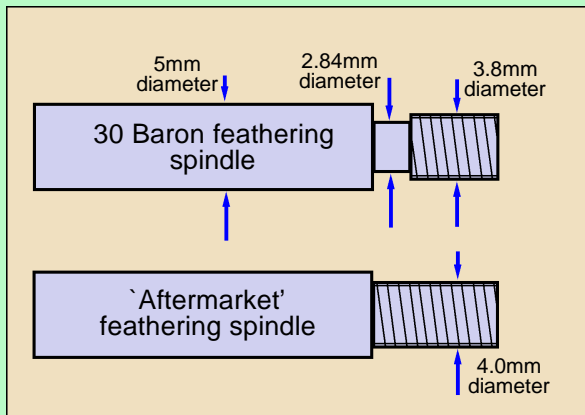 5mm
diameter
2.84mm
diameter
3.8mm
diameter
30 Baron feathering
spindle
`Aftermarket'
feathering spindle
4.0mm
diameter